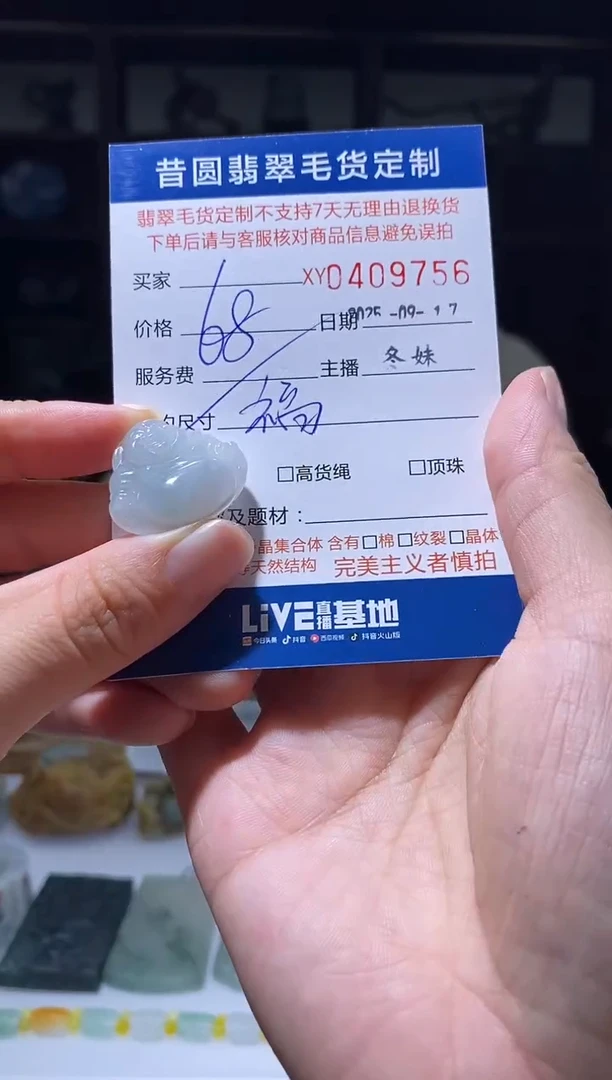 昔圆翡翠毛货定制
翡翠毛货定制不支持7天无理由退换货
下单后请与客服核对商品信息避免误拍
买家 XY0409756
价格 68 日期 2025-09-17
服务费 主播 冬妹
尺寸 福
□高货绳 □顶珠
及题材：
晶集合体 含有□棉□纹裂□晶体
天然结构 完美主义者慎拍
LiVE直播基地
今日头条 抖音 西瓜视频 抖音火山版